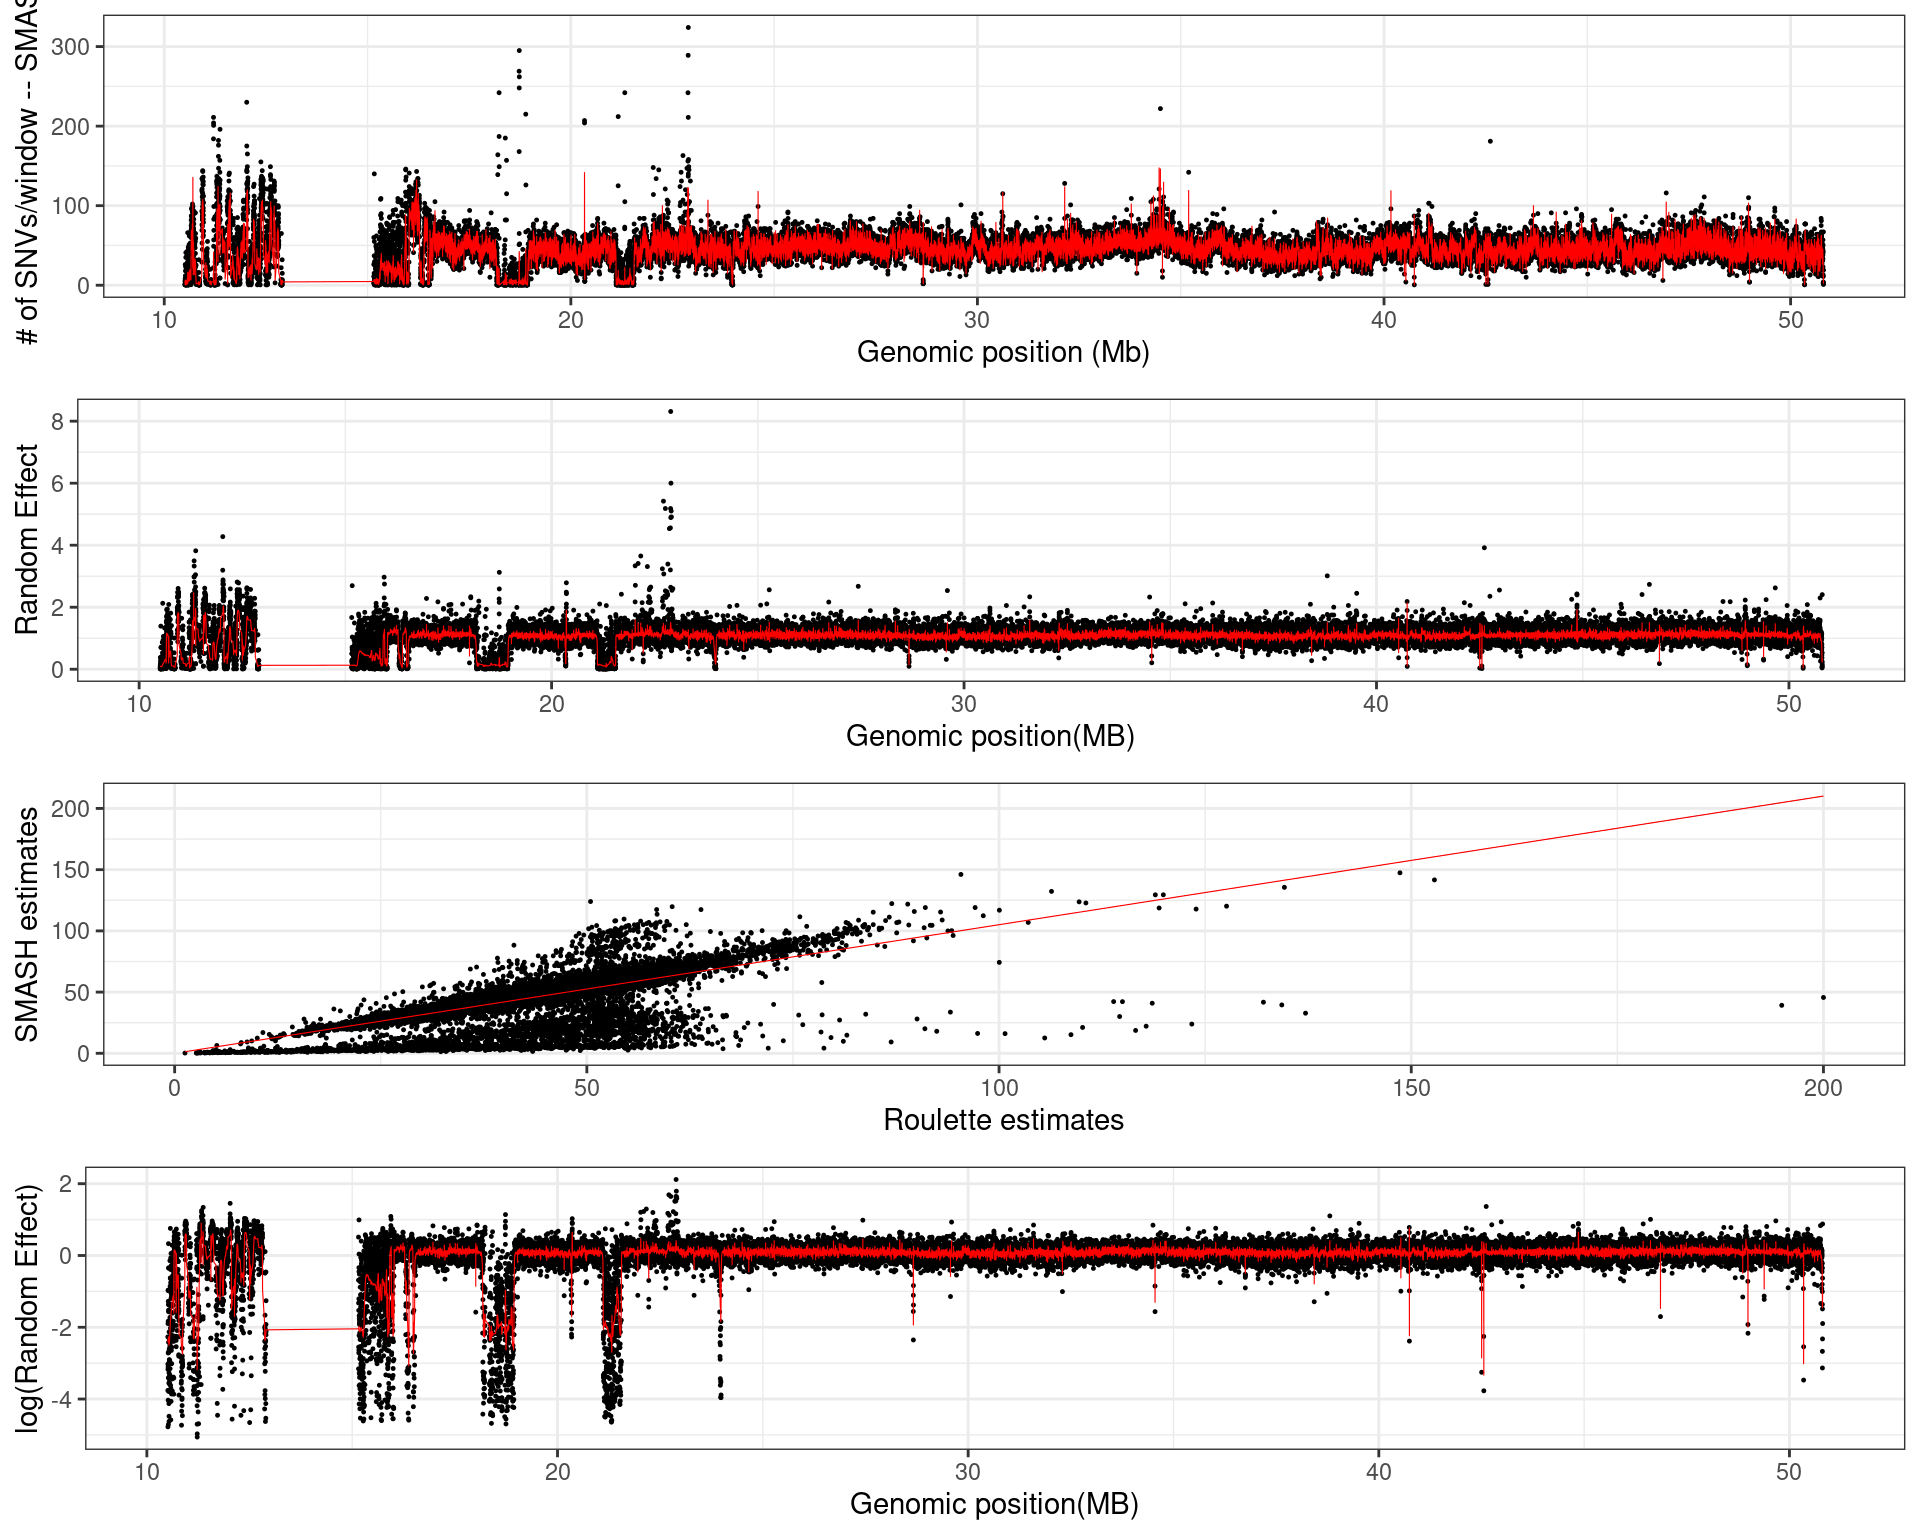 # of SNVs/window -- SMAS
300
200
100
0
10 20 30 40 50
Genomic position (Mb)
Random Effect
8
6
4
2
0
10 20 30 40 50
Genomic position(MB)
SMASH estimates
200
150
100
50
0
0 50 100 150 200
Roulette estimates
log(Random Effect)
2
0
-2
-4
10 20 30 40 50
Genomic position(MB)